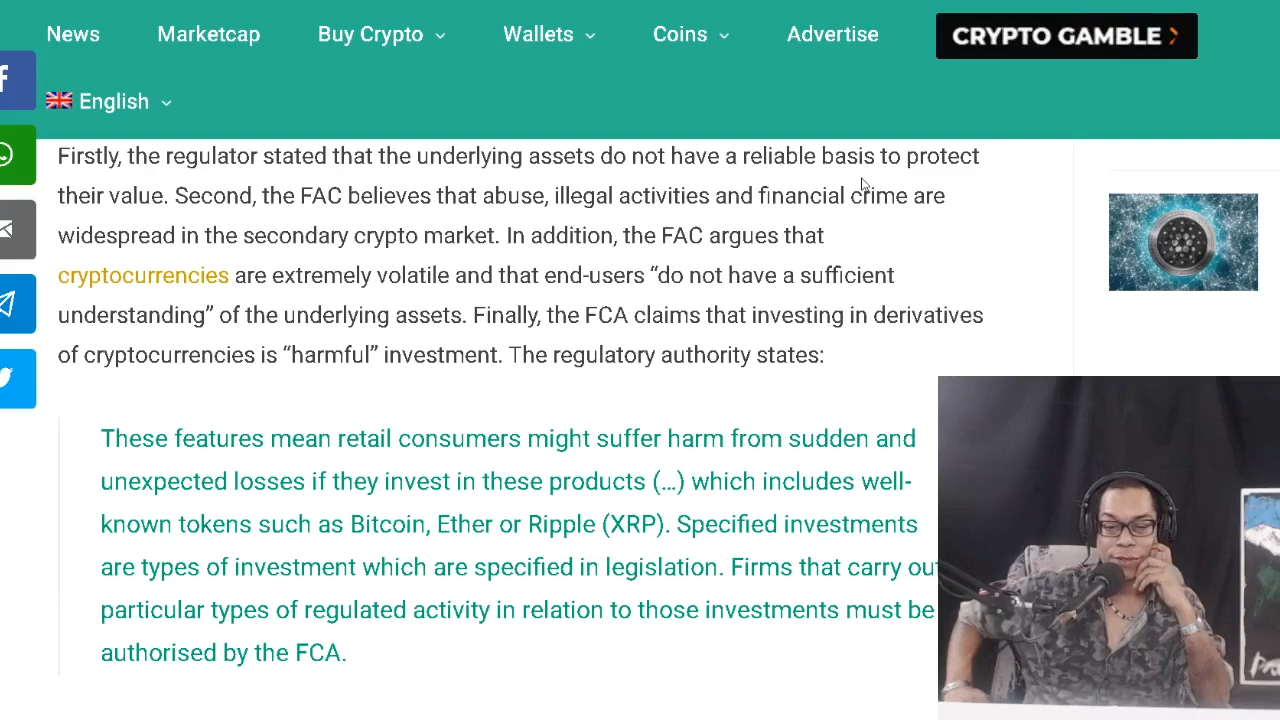 News Marketcap Buy Crypto Wallets Coins Advertise CRYPTO GAMBLE
English
Firstly, the regulator stated that the underlying assets do not have a reliable basis to protect
their value. Second, the FAC believes that abuse, illegal activities and financial crime are
widespread in the secondary crypto market. In addition, the FAC argues that
cryptocurrencies are extremely volatile and that end-users “do not have a sufficient
understanding” of the underlying assets. Finally, the FCA claims that investing in derivatives
of cryptocurrencies is “harmful” investment. The regulatory authority states:
These features mean retail consumers might suffer harm from sudden and
unexpected losses if they invest in these products (…) which includes well-
known tokens such as Bitcoin, Ether or Ripple (XRP). Specified investments
are types of investment which are specified in legislation. Firms that carry out
particular types of regulated activity in relation to those investments must be
authorised by the FCA.